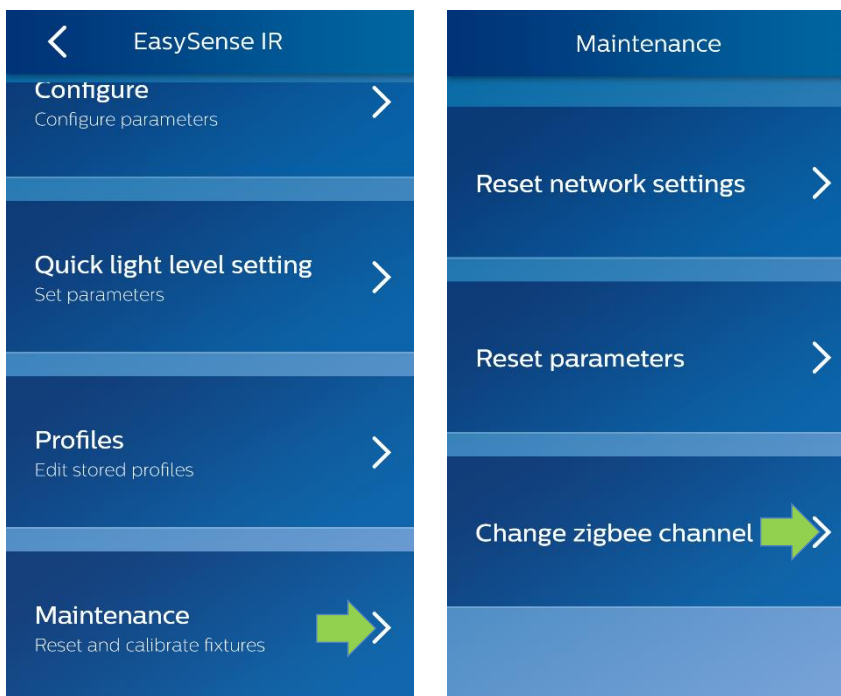 EasySense IR
Configure
Configure parameters
Quick light level setting
Set parameters
Profiles
Edit stored profiles
Maintenance
Reset and calibrate fixtures
Maintenance
Reset network settings
Reset parameters
Change zigbee channel